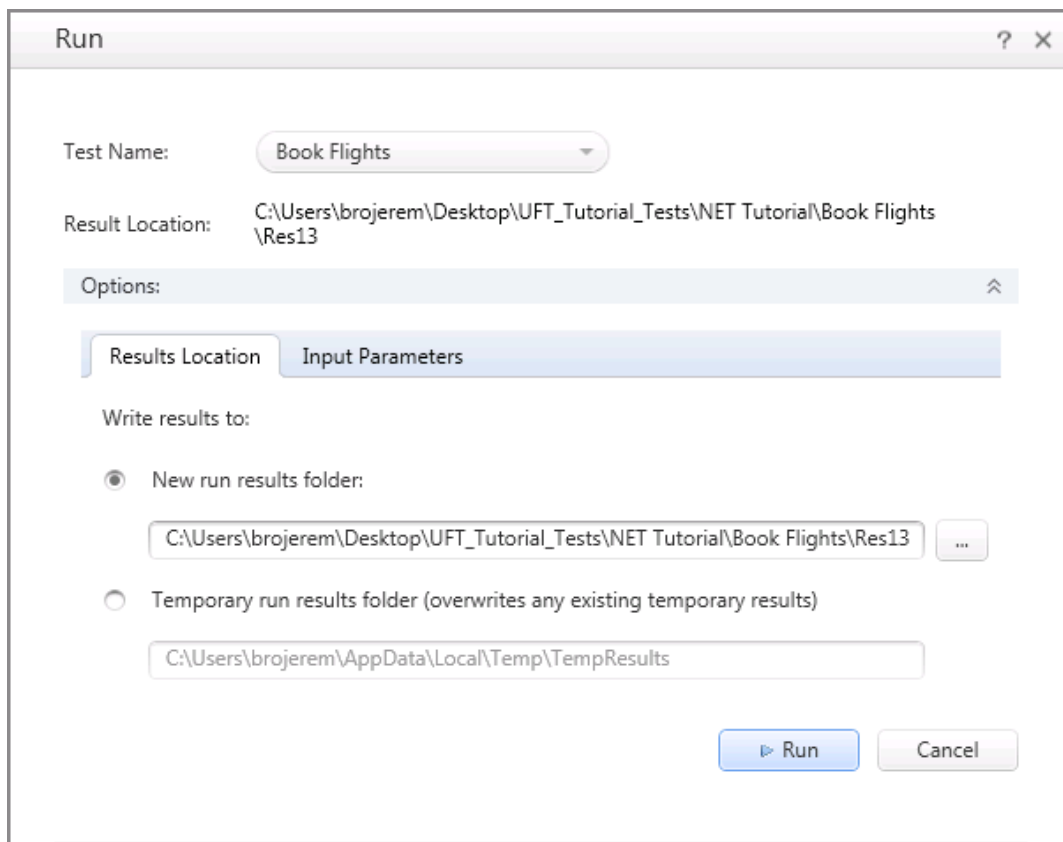 Run
?
Test Name:
Book Flights
Result Location:
C:\Users\brojerem\Desktop\UFT_Tutorial_Tests\NET Tutorial\Book Flights
\Res13
Options:
Results Location
Input Parameters
Write results to:
New run results folder:
C:\Users\brojerem\Desktop\UFT_Tutorial_Tests\NET Tutorial\Book Flights\Res13
...
Temporary run results folder (overwrites any existing temporary results)
C:\Users\brojerem\AppData\Local\Temp\TempResults
Run
Cancel